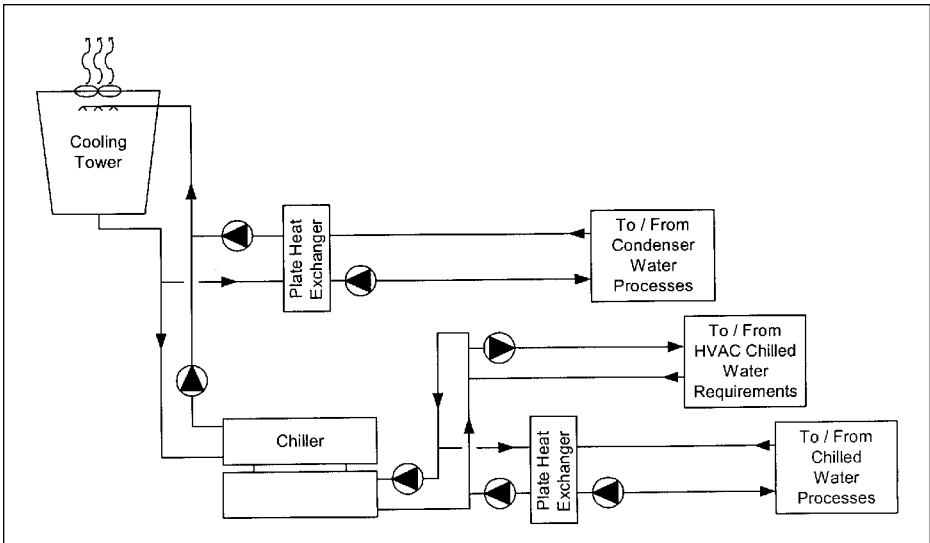 Cooling
Tower
Plate Heat
Exchanger
To / From
Condenser
Water
Processes
To / From
HVAC Chilled
Water
Requirements
Chiller
Plate Heat
Exchanger
To / From
Chilled
Water
Processes